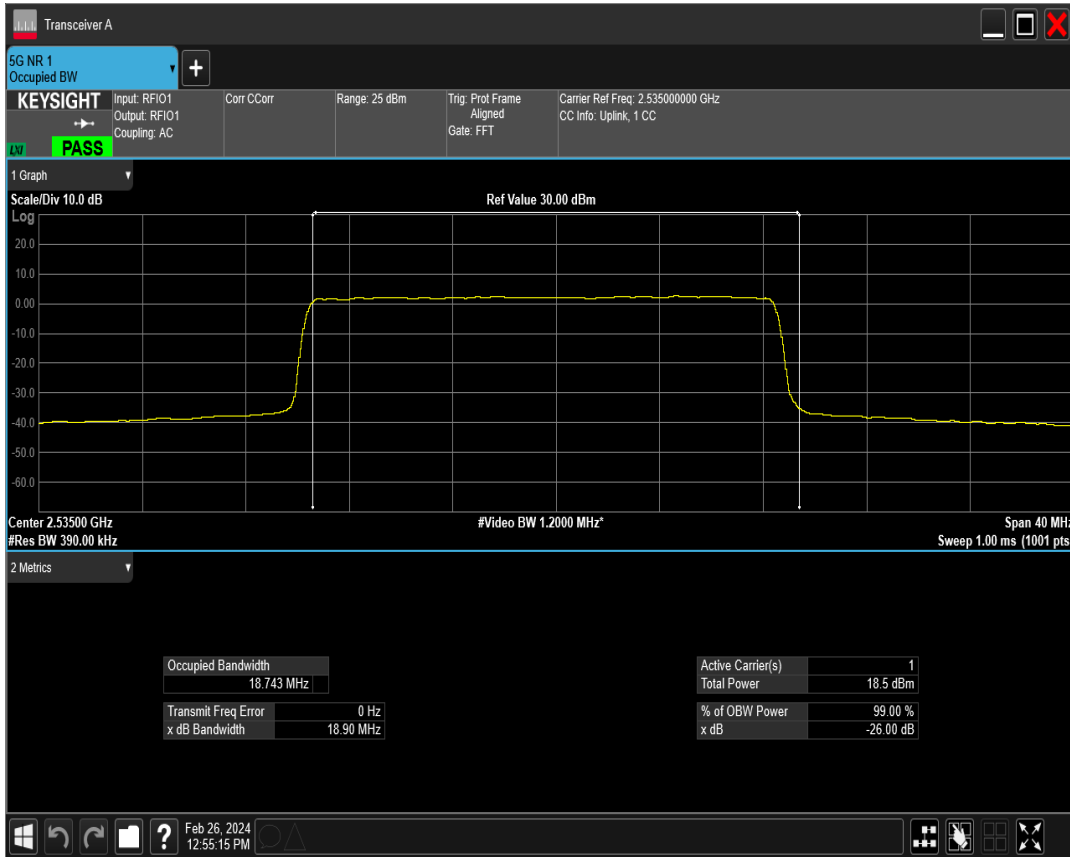 Transceiver A
5G NR 1
Occupied BW
KEYSIGHT
LXI
PASS
Input: RFIO1
Output: RFIO1
Coupling: AC
Corr CCorr
Range: 25 dBm
Trig: Prot Frame
Aligned
Gate: FFT
Carrier Ref Freq: 2.535000000 GHz
CC Info: Uplink, 1 CC
1 Graph
Scale/Div 10.0 dB
Ref Value 30.00 dBm
Log
20.0
10.0
0.00
-10.0
-20.0
-30.0
-40.0
-50.0
-60.0
Center 2.53500 GHz
#Video BW 1.2000 MHz*
Span 40 MHz
#Res BW 390.00 kHz
Sweep 1.00 ms (1001 pts
2 Metrics
Occupied Bandwidth
18.743 MHz
Transmit Freq Error 0 Hz
x dB Bandwidth 18.90 MHz
Active Carrier(s) 1
Total Power 18.5 dBm
% of OBW Power 99.00 %
x dB -26.00 dB
?
Feb 26, 2024
12:55:15 PM